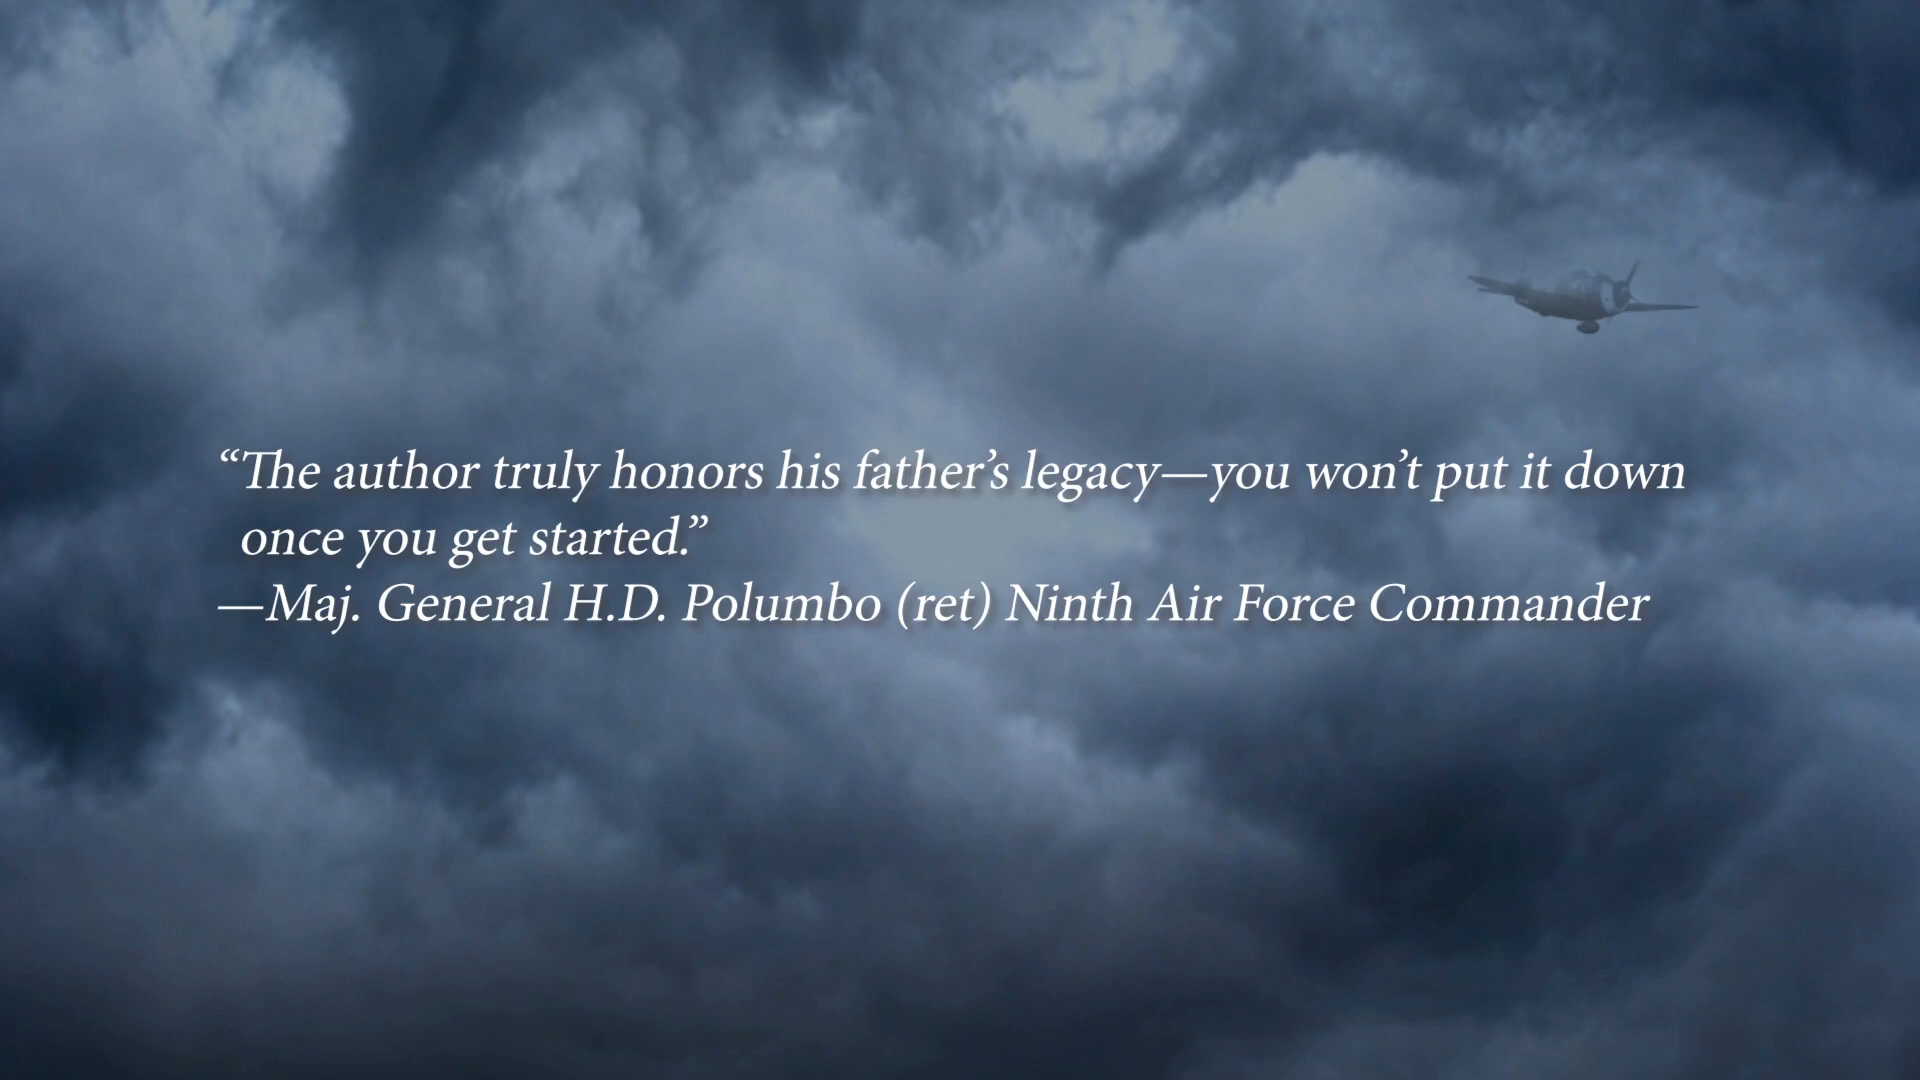 “The author truly honors his father’s legacy—you won’t put it down
once you get started.”
—Maj. General H.D. Polumbo (ret) Ninth Air Force Commander